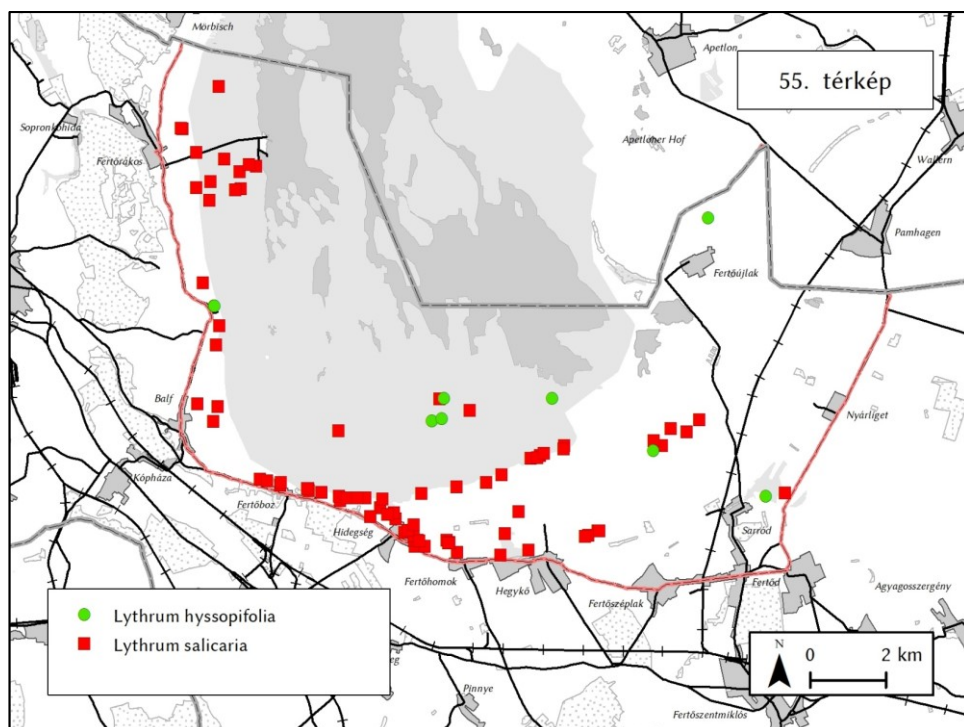 Mörbisch
Apetlon
55. térkép
Sopronkőhida
Fertőrákos
Apetloner Hof
Wallern
Pamhagen
Fertőújlak
Balf
Nyárliget
Kópháza
Fertőboz
Hidegség
Sarród
Fertőhomok
Hegykő
Fertőszéplak
Fertőd
Agyagosszergény
Lythrum hyssopifolia
Lythrum salicaria
N
0 2 km
Pinnye
Fertőszentmiklós